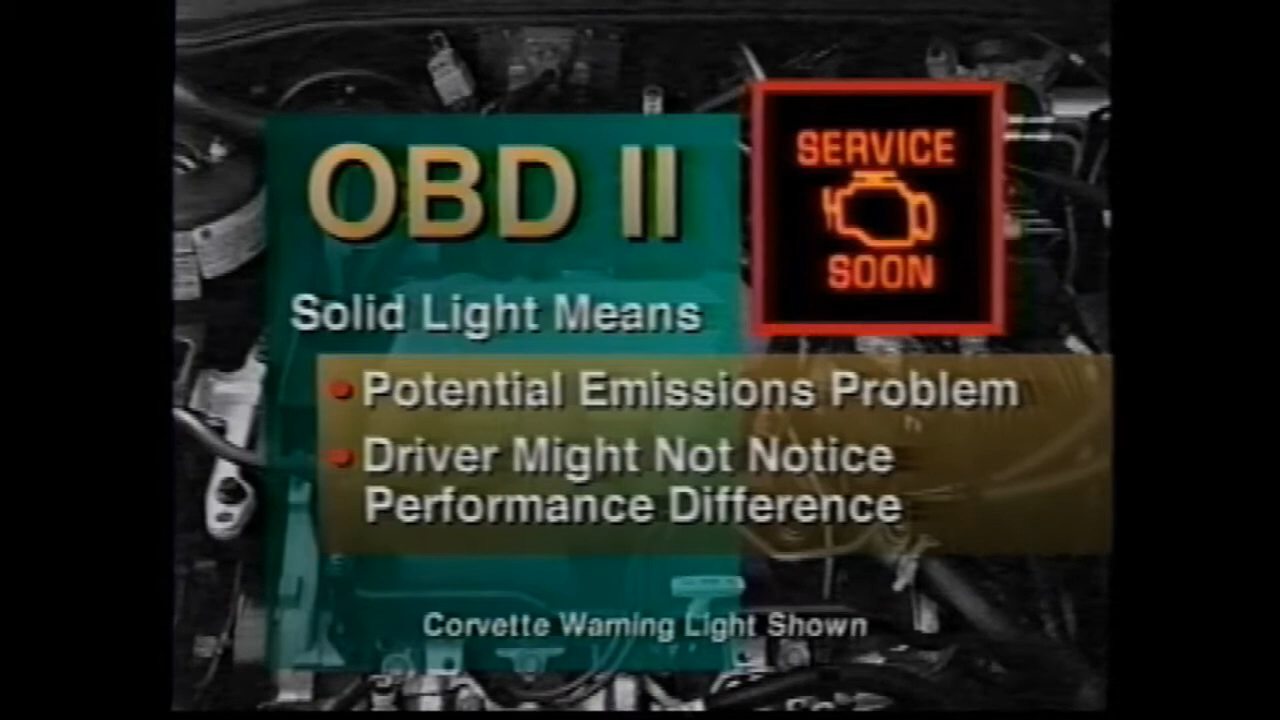 OBD II
SERVICE
SOON
Solid Light Means
• Potential Emissions Problem
• Driver Might Not Notice
Performance Difference
Corvette Warning Light Shown